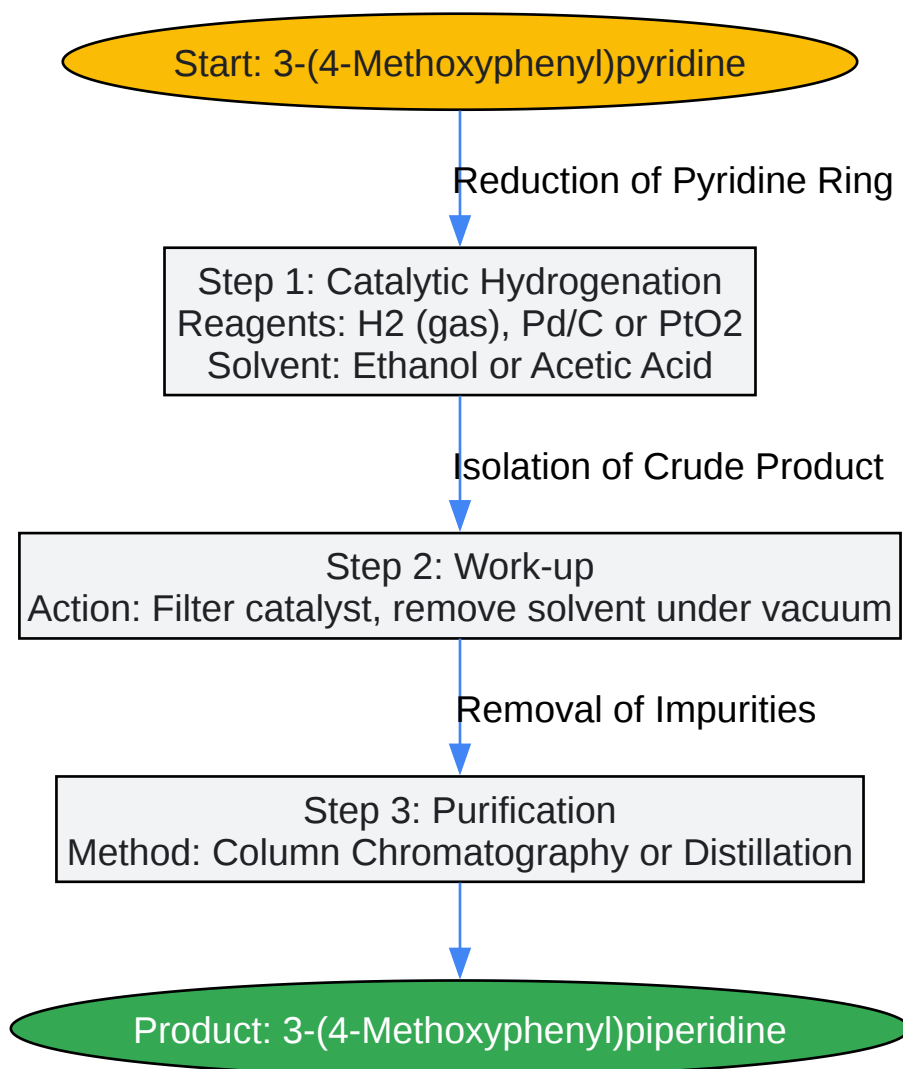 Start: 3-(4-Methoxyphenyl)pyridine
Reduction of Pyridine Ring
Step 1: Catalytic Hydrogenation
Reagents: H2 (gas), Pd/C or PtO2
Solvent: Ethanol or Acetic Acid
Isolation of Crude Product
Step 2: Work-up
Action: Filter catalyst, remove solvent under vacuum
Removal of Impurities
Step 3: Purification
Method: Column Chromatography or Distillation
Product: 3-(4-Methoxyphenyl)piperidine